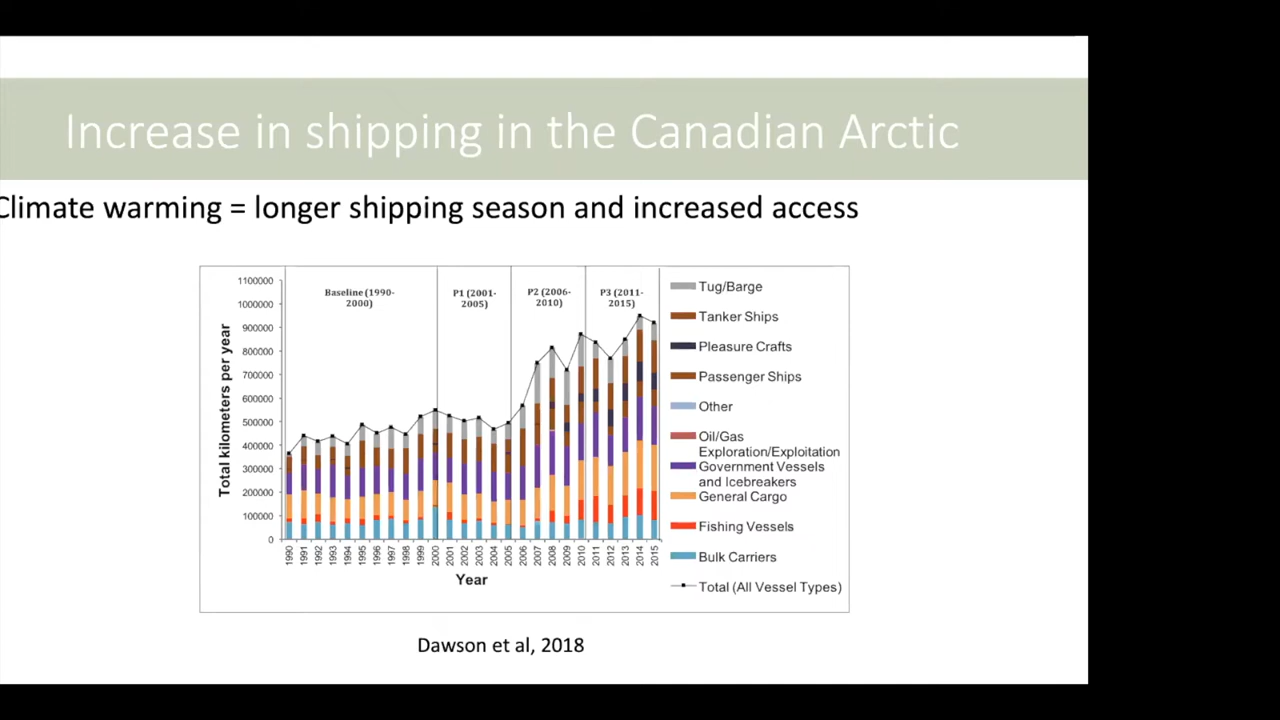 Increase in shipping in the Canadian Arctic
Climate warming = longer shipping season and increased access
1100000
1000000
900000
800000
700000
600000
500000
400000
300000
200000
100000
0
Total kilometers per year
Baseline (1990-
2000)
P1 (2001-
2005)
P2 (2006-
2010)
P3 (2011-
2015)
1990
1991
1992
1993
1994
1995
1996
1997
1998
1999
2000
2001
2002
2003
2004
2005
2006
2007
2008
2009
2010
2011
2012
2013
2014
2015
Year
Tug/Barge
Tanker Ships
Pleasure Crafts
Passenger Ships
Other
Oil/Gas
Exploration/Exploitation
Government Vessels
and Icebreakers
General Cargo
Fishing Vessels
Bulk Carriers
Total (All Vessel Types)
Dawson et al, 2018